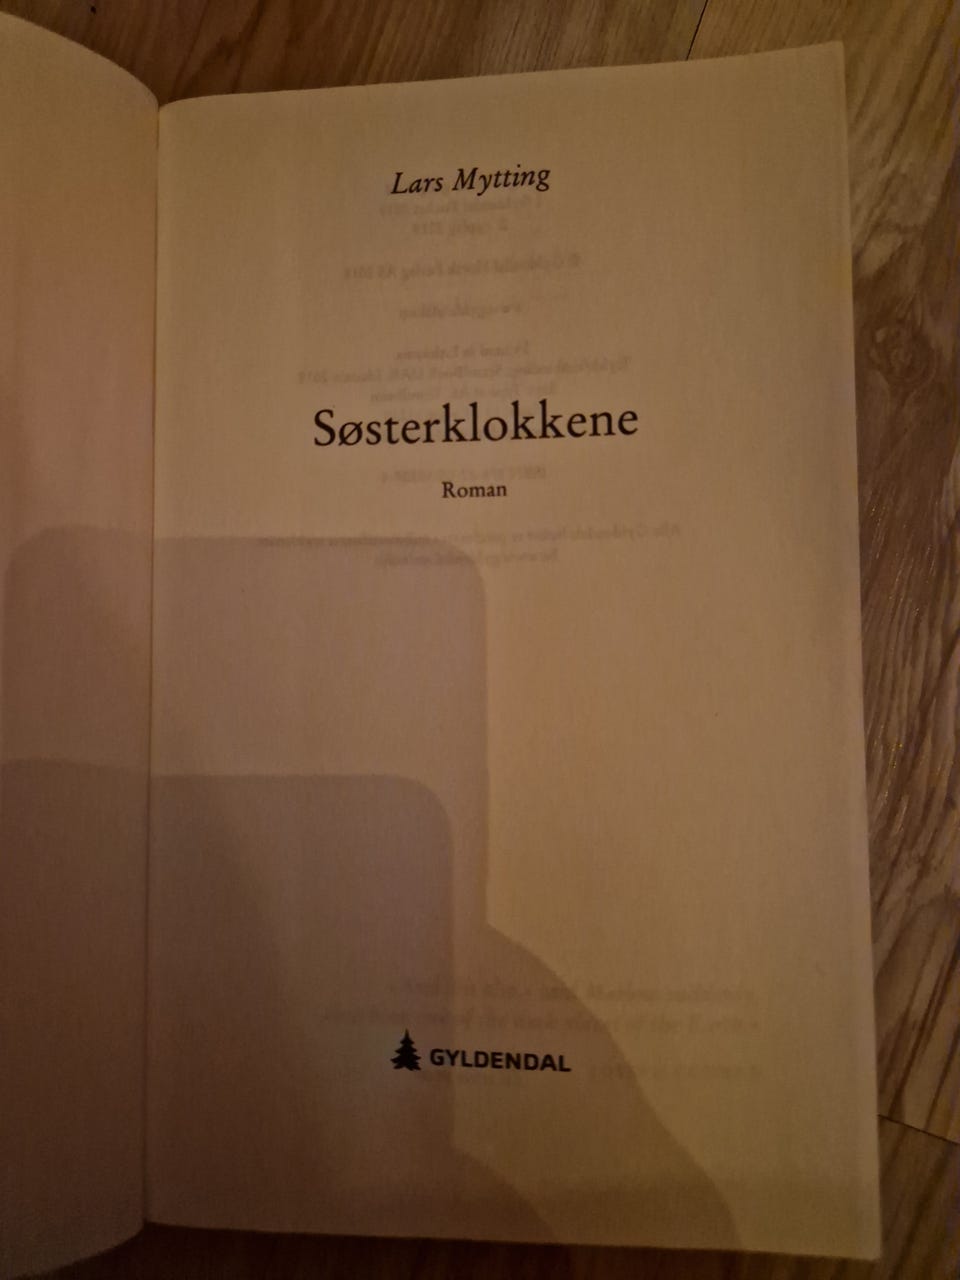 Lars Mytting
Søsterklokkene
Roman
GYLDENDAL